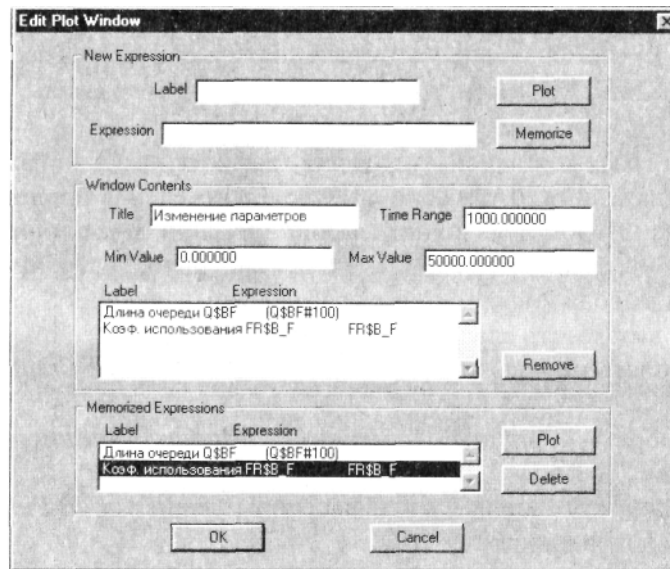 Edit Plot Window
New Expression
Label
Plot
Expression
Memorize
Window Contents
Title Изменение параметров Time Range 1000.000000
Min Value 0.000000 Max Value 50000.000000
Label Expression
Длина очереди Q$BF (Q$BF#100)
Коэф. использования FR$B_F FR$B_F
Remove
Memorized Expressions
Label Expression
Plot
Длина очереди Q$BF (Q$BF#100)
Коэф. использования FR$B_F FR$B_F
Delete
OK Cancel